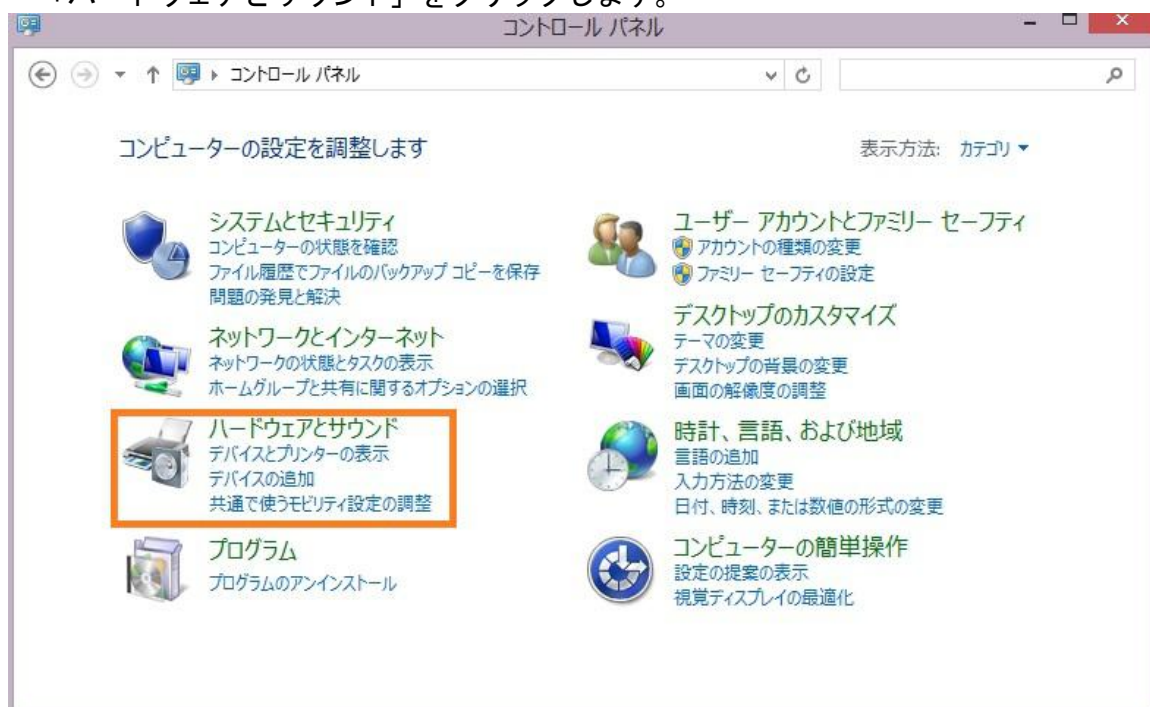 「ハードウェアとサウンド」をクリックします。
コントロール パネル
コントロール パネル
コンピューターの設定を調整します
表示方法: カテゴリ
システムとセキュリティ
コンピューターの状態を確認
ファイル履歴でファイルのバックアップ コピーを保存
問題の発見と解決
ネットワークとインターネット
ネットワークの状態とタスクの表示
ホームグループと共有に関するオプションの選択
ハードウェアとサウンド
デバイスとプリンターの表示
デバイスの追加
共通で使うモビリティ設定の調整
プログラム
プログラムのアンインストール
ユーザー アカウントとファミリー セーフティ
アカウントの種類の変更
ファミリー セーフティの設定
デスクトップのカスタマイズ
テーマの変更
デスクトップの背景の変更
画面の解像度の調整
時計、言語、および地域
言語の追加
入力方法の変更
日付、時刻、または数値の形式の変更
コンピューターの簡単操作
設定の提案の表示
視覚ディスプレイの最適化